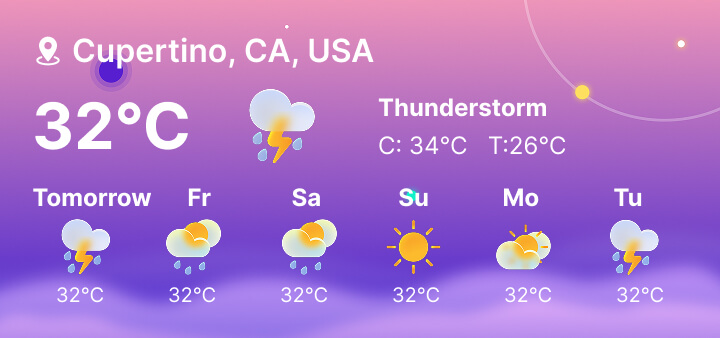 Cupertino, CA, USA
32°C
Thunderstorm
C: 34°C T:26°C
Tomorrow Fr Sa Su Mo Tu
32°C 32°C 32°C 32°C 32°C 32°C